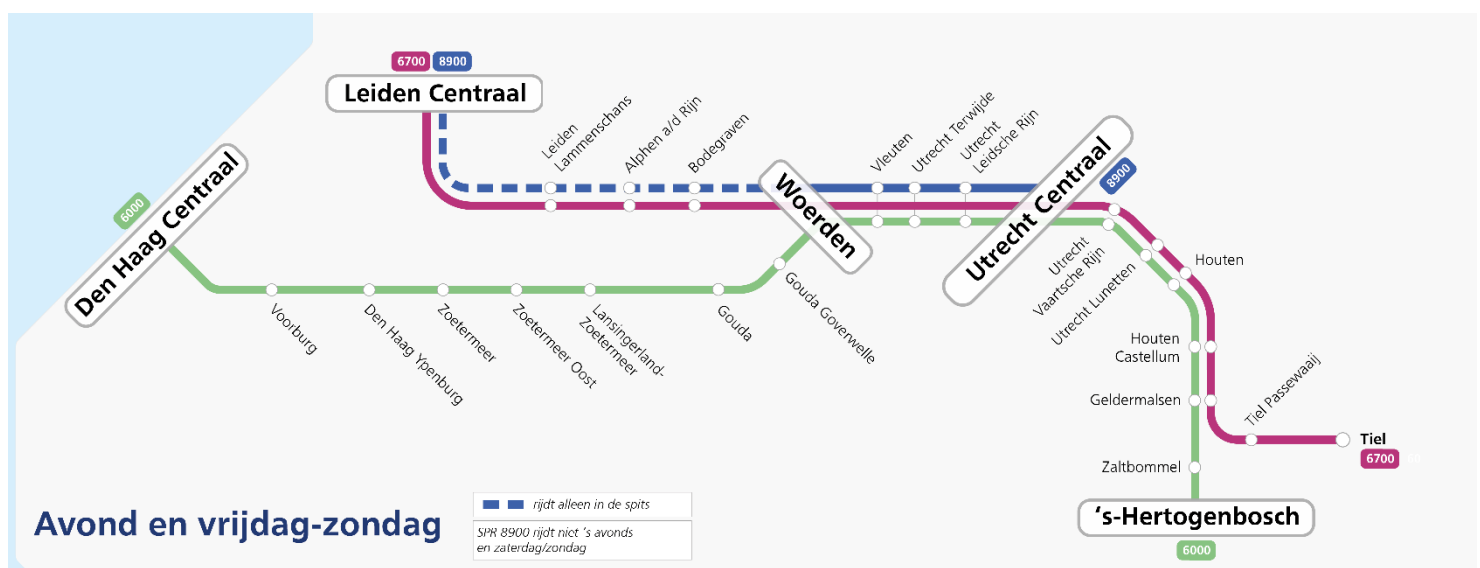 6700 8900
Leiden Centraal
Leiden
Lammenschans
Alphen a/d Rijn
Bodegraven
Vleuten
Utrecht Terwijde
Utrecht
Leidsche Rijn
8900
Utrecht Centraal
Woerden
6000
Den Haag Centraal
Voorburg
Den Haag Ypenburg
Zoetermeer
Zoetermeer Oost
Lansingerland-
Zoetermeer
Gouda
Gouda Goverwelle
Utrecht
Vaartsche Rijn
Utrecht Lunetten
Houten
Houten
Castellum
Geldermalsen
Tiel Passewaaij
Tiel
6700
Zaltbommel
‘s-Hertogenbosch
6000
Avond en vrijdag-zondag
rijdt alleen in de spits
SPR 8900 rijdt niet ‘s avonds
en zaterdag/zondag